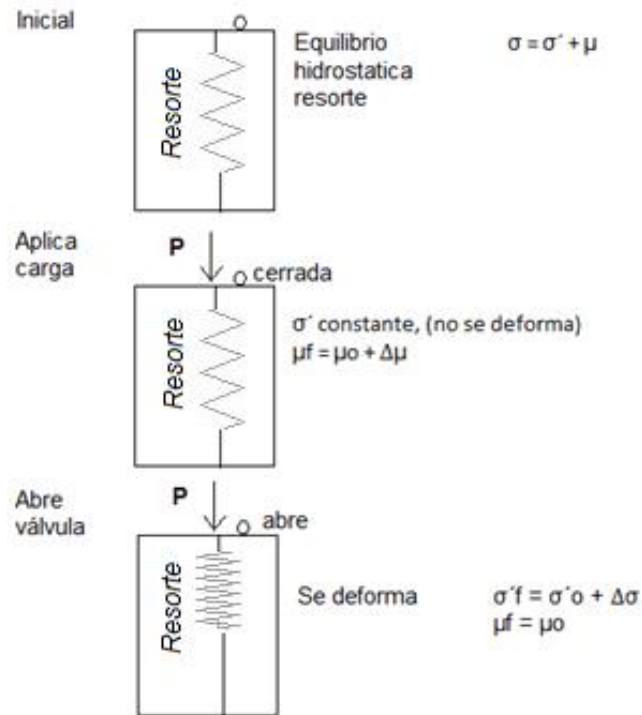 Inicial
Resorte
Equilibrio
hidrostatica
resorte
σ = σ´ + μ
Aplica
carga
P
cerrada
Resorte
σ´ constante, (no se deforma)
μf = μo + Δμ
Abre
válvula
P
abre
Resorte
Se deforma
σ´f = σ´o + Δσ
μf = μo